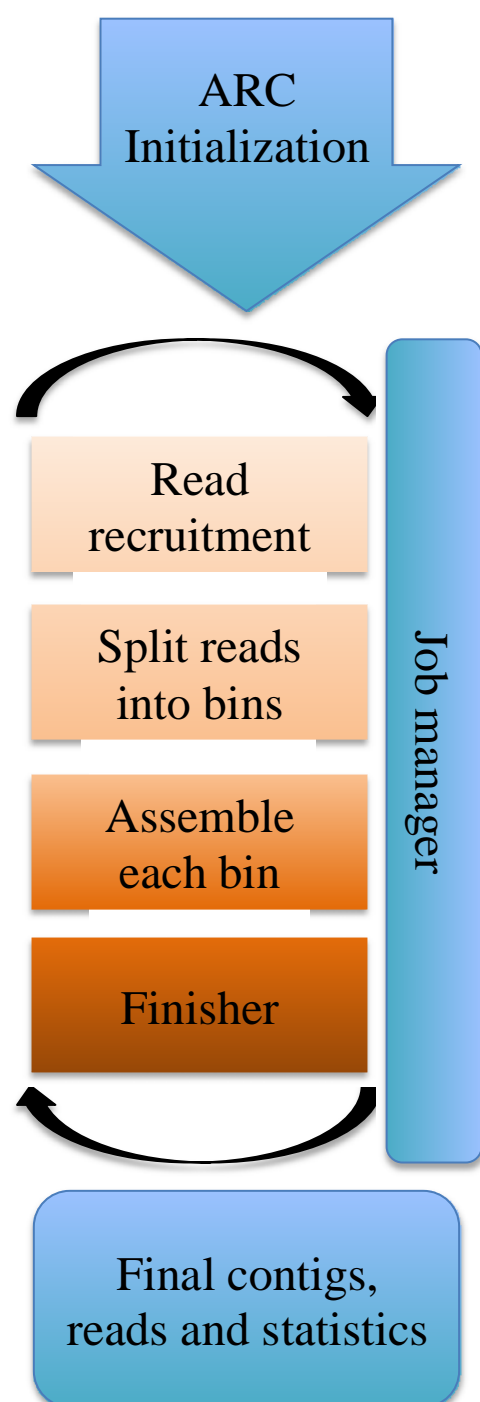 ARC
Initialization
Read
recruitment
Split reads
into bins
Assemble
each bin
Finisher
Job manager
Final contigs,
reads and statistics